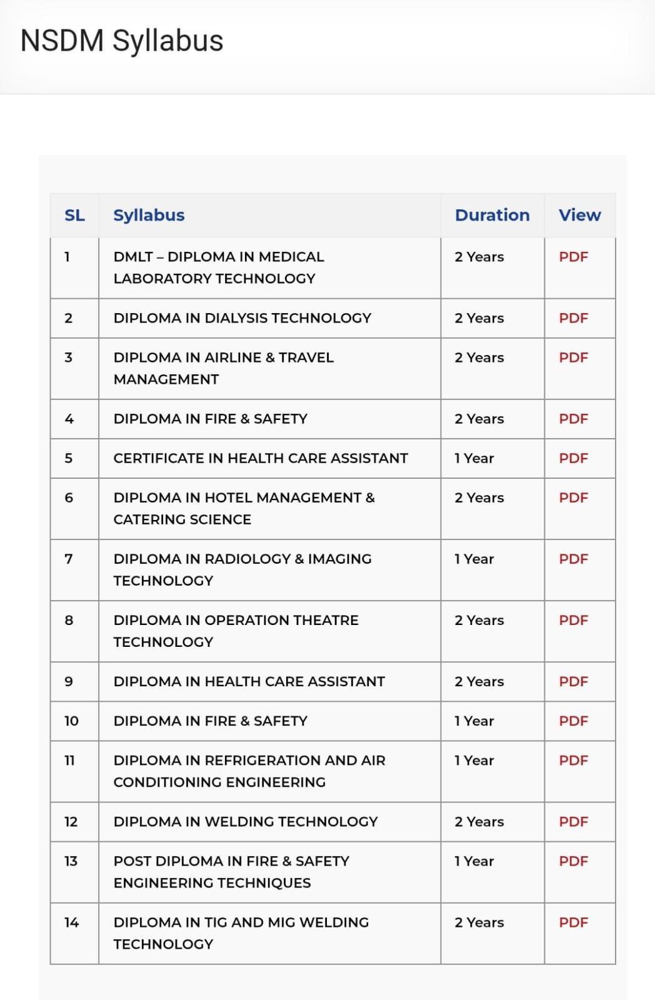 NSDM Syllabus
SL Syllabus Duration View
1 DMLT – DIPLOMA IN MEDICAL 2 Years PDF
LABORATORY TECHNOLOGY
2 DIPLOMA IN DIALYSIS TECHNOLOGY 2 Years PDF
3 DIPLOMA IN AIRLINE & TRAVEL 2 Years PDF
MANAGEMENT
4 DIPLOMA IN FIRE & SAFETY 2 Years PDF
5 CERTIFICATE IN HEALTH CARE ASSISTANT 1 Year PDF
6 DIPLOMA IN HOTEL MANAGEMENT & 2 Years PDF
CATERING SCIENCE
7 DIPLOMA IN RADIOLOGY & IMAGING 1 Year PDF
TECHNOLOGY
8 DIPLOMA IN OPERATION THEATRE 2 Years PDF
TECHNOLOGY
9 DIPLOMA IN HEALTH CARE ASSISTANT 2 Years PDF
10 DIPLOMA IN FIRE & SAFETY 1 Year PDF
11 DIPLOMA IN REFRIGERATION AND AIR 1 Year PDF
CONDITIONING ENGINEERING
12 DIPLOMA IN WELDING TECHNOLOGY 2 Years PDF
13 POST DIPLOMA IN FIRE & SAFETY 1 Year PDF
ENGINEERING TECHNIQUES
14 DIPLOMA IN TIG AND MIG WELDING 2 Years PDF
TECHNOLOGY